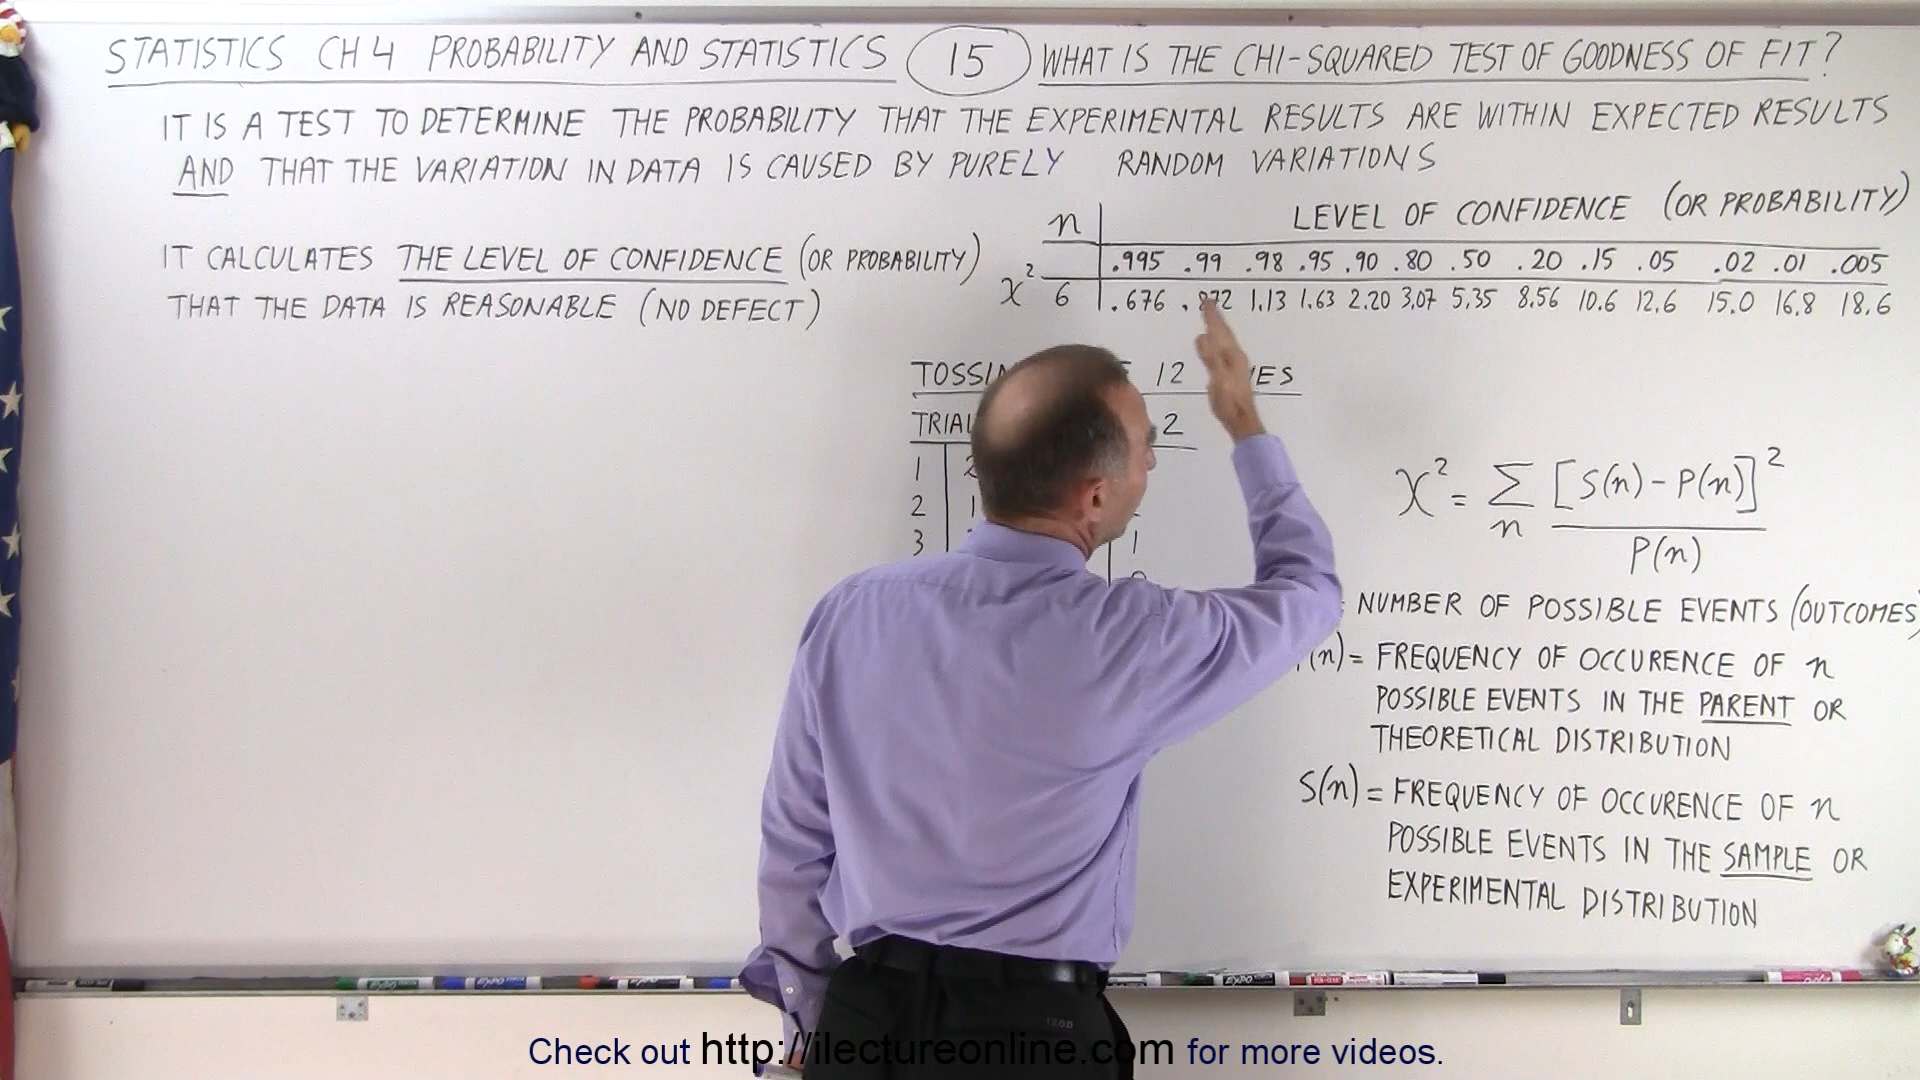 STATISTICS CH 4 PROBABILITY AND STATISTICS 15 WHAT IS THE CHI-SQUARED TEST OF GOODNESS OF FIT?
IT IS A TEST TO DETERMINE THE PROBABILITY THAT THE EXPERIMENTAL RESULTS ARE WITHIN EXPECTED RESULTS
AND THAT THE VARIATION IN DATA IS CAUSED BY PURELY RANDOM VARIATIONS
IT CALCULATES THE LEVEL OF CONFIDENCE (OR PROBABILITY)
THAT THE DATA IS REASONABLE (NO DEFECT)
n LEVEL OF CONFIDENCE (OR PROBABILITY)
.995 .99 .98 .95 .90 .80 .50 .20 .15 .05 .02 .01 .005
χ² 6 .676 .872 1.13 1.63 2.20 3.07 5.35 8.56 10.6 12.6 15.0 16.8 18.6
12
2
1
2
3 1
χ² = Σ n [S(n) - P(n)]² / P(n)
NUMBER OF POSSIBLE EVENTS (OUTCOMES)
(n) = FREQUENCY OF OCCURENCE OF n
POSSIBLE EVENTS IN THE PARENT OR
THEORETICAL DISTRIBUTION
S(n) = FREQUENCY OF OCCURENCE OF n
POSSIBLE EVENTS IN THE SAMPLE OR
EXPERIMENTAL DISTRIBUTION
Check out http://ilectureonline.com for more videos.